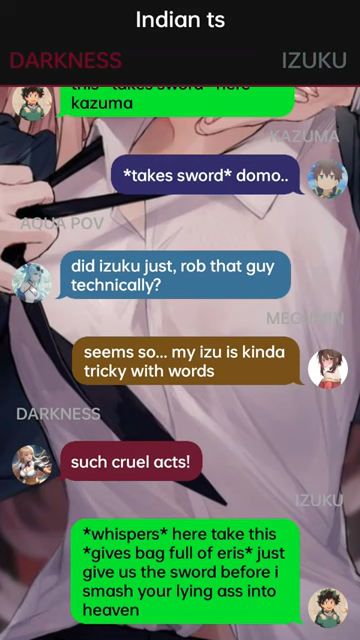 Indian ts
DARKNESS
IZUKU
kazuma
KAZUMA
*takes sword* domo..
AQUA POV
did izuku just, rob that guy
technically?
MEGUMIN
seems so... my izu is kinda
tricky with words
DARKNESS
such cruel acts!
IZUKU
*whispers* here take this
*gives bag full of eris* just
give us the sword before i
smash your lying ass into
heaven